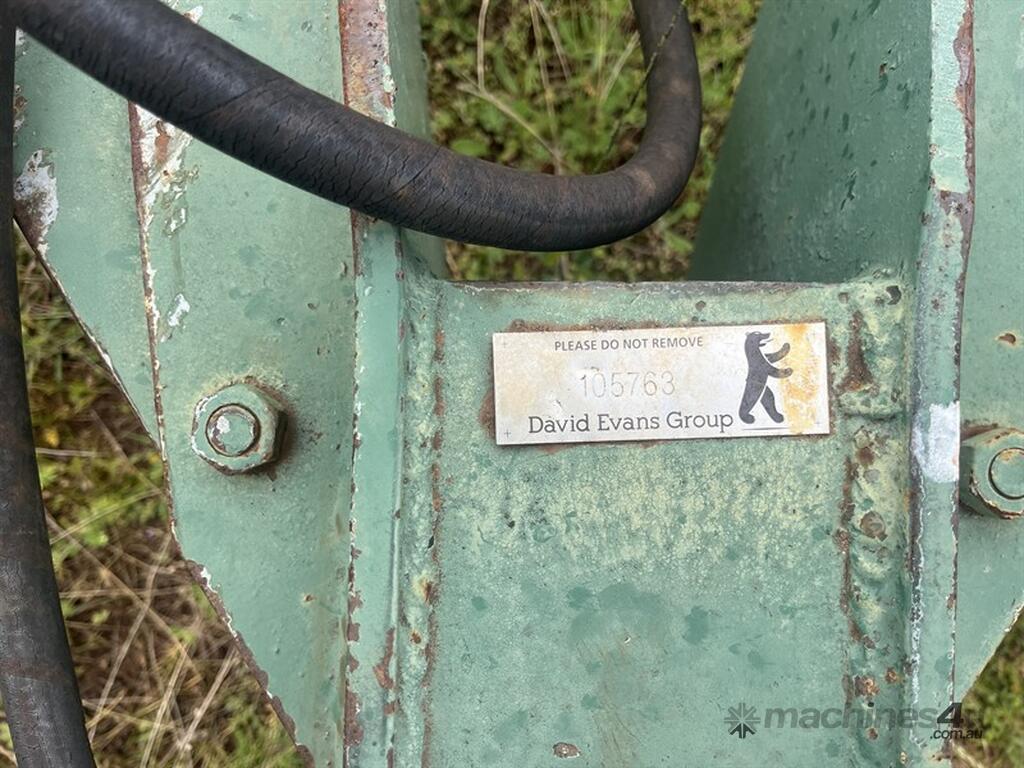 PLEASE DO NOT REMOVE
105763
David Evans Group
machines4u
.com.au